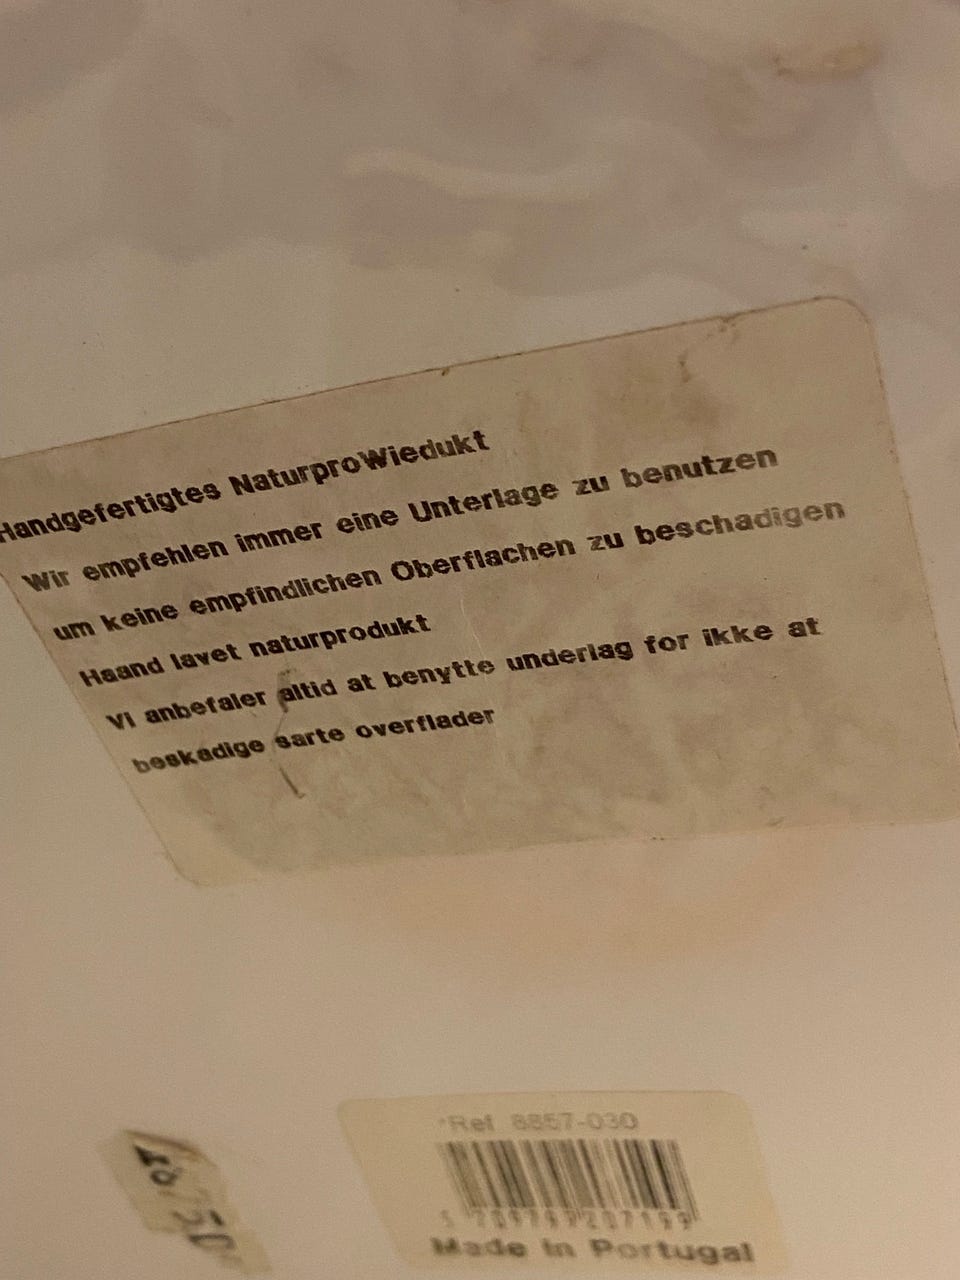 Handgefertigtes NaturproWiedukt
Wir empfehlen immer eine Unterlage zu benutzen
um keine empfindlichen Oberflachen zu beschadigen
Haand lavet naturprodukt
Vi anbefaler altid at benytte underlag for ikke at
beskadige sarte overflader
Ref 8857-030
Made In Portugal